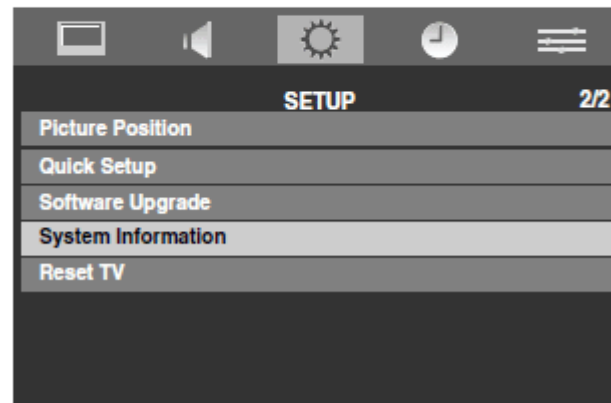 SETUP 2/2
Picture Position
Quick Setup
Software Upgrade
System Information
Reset TV